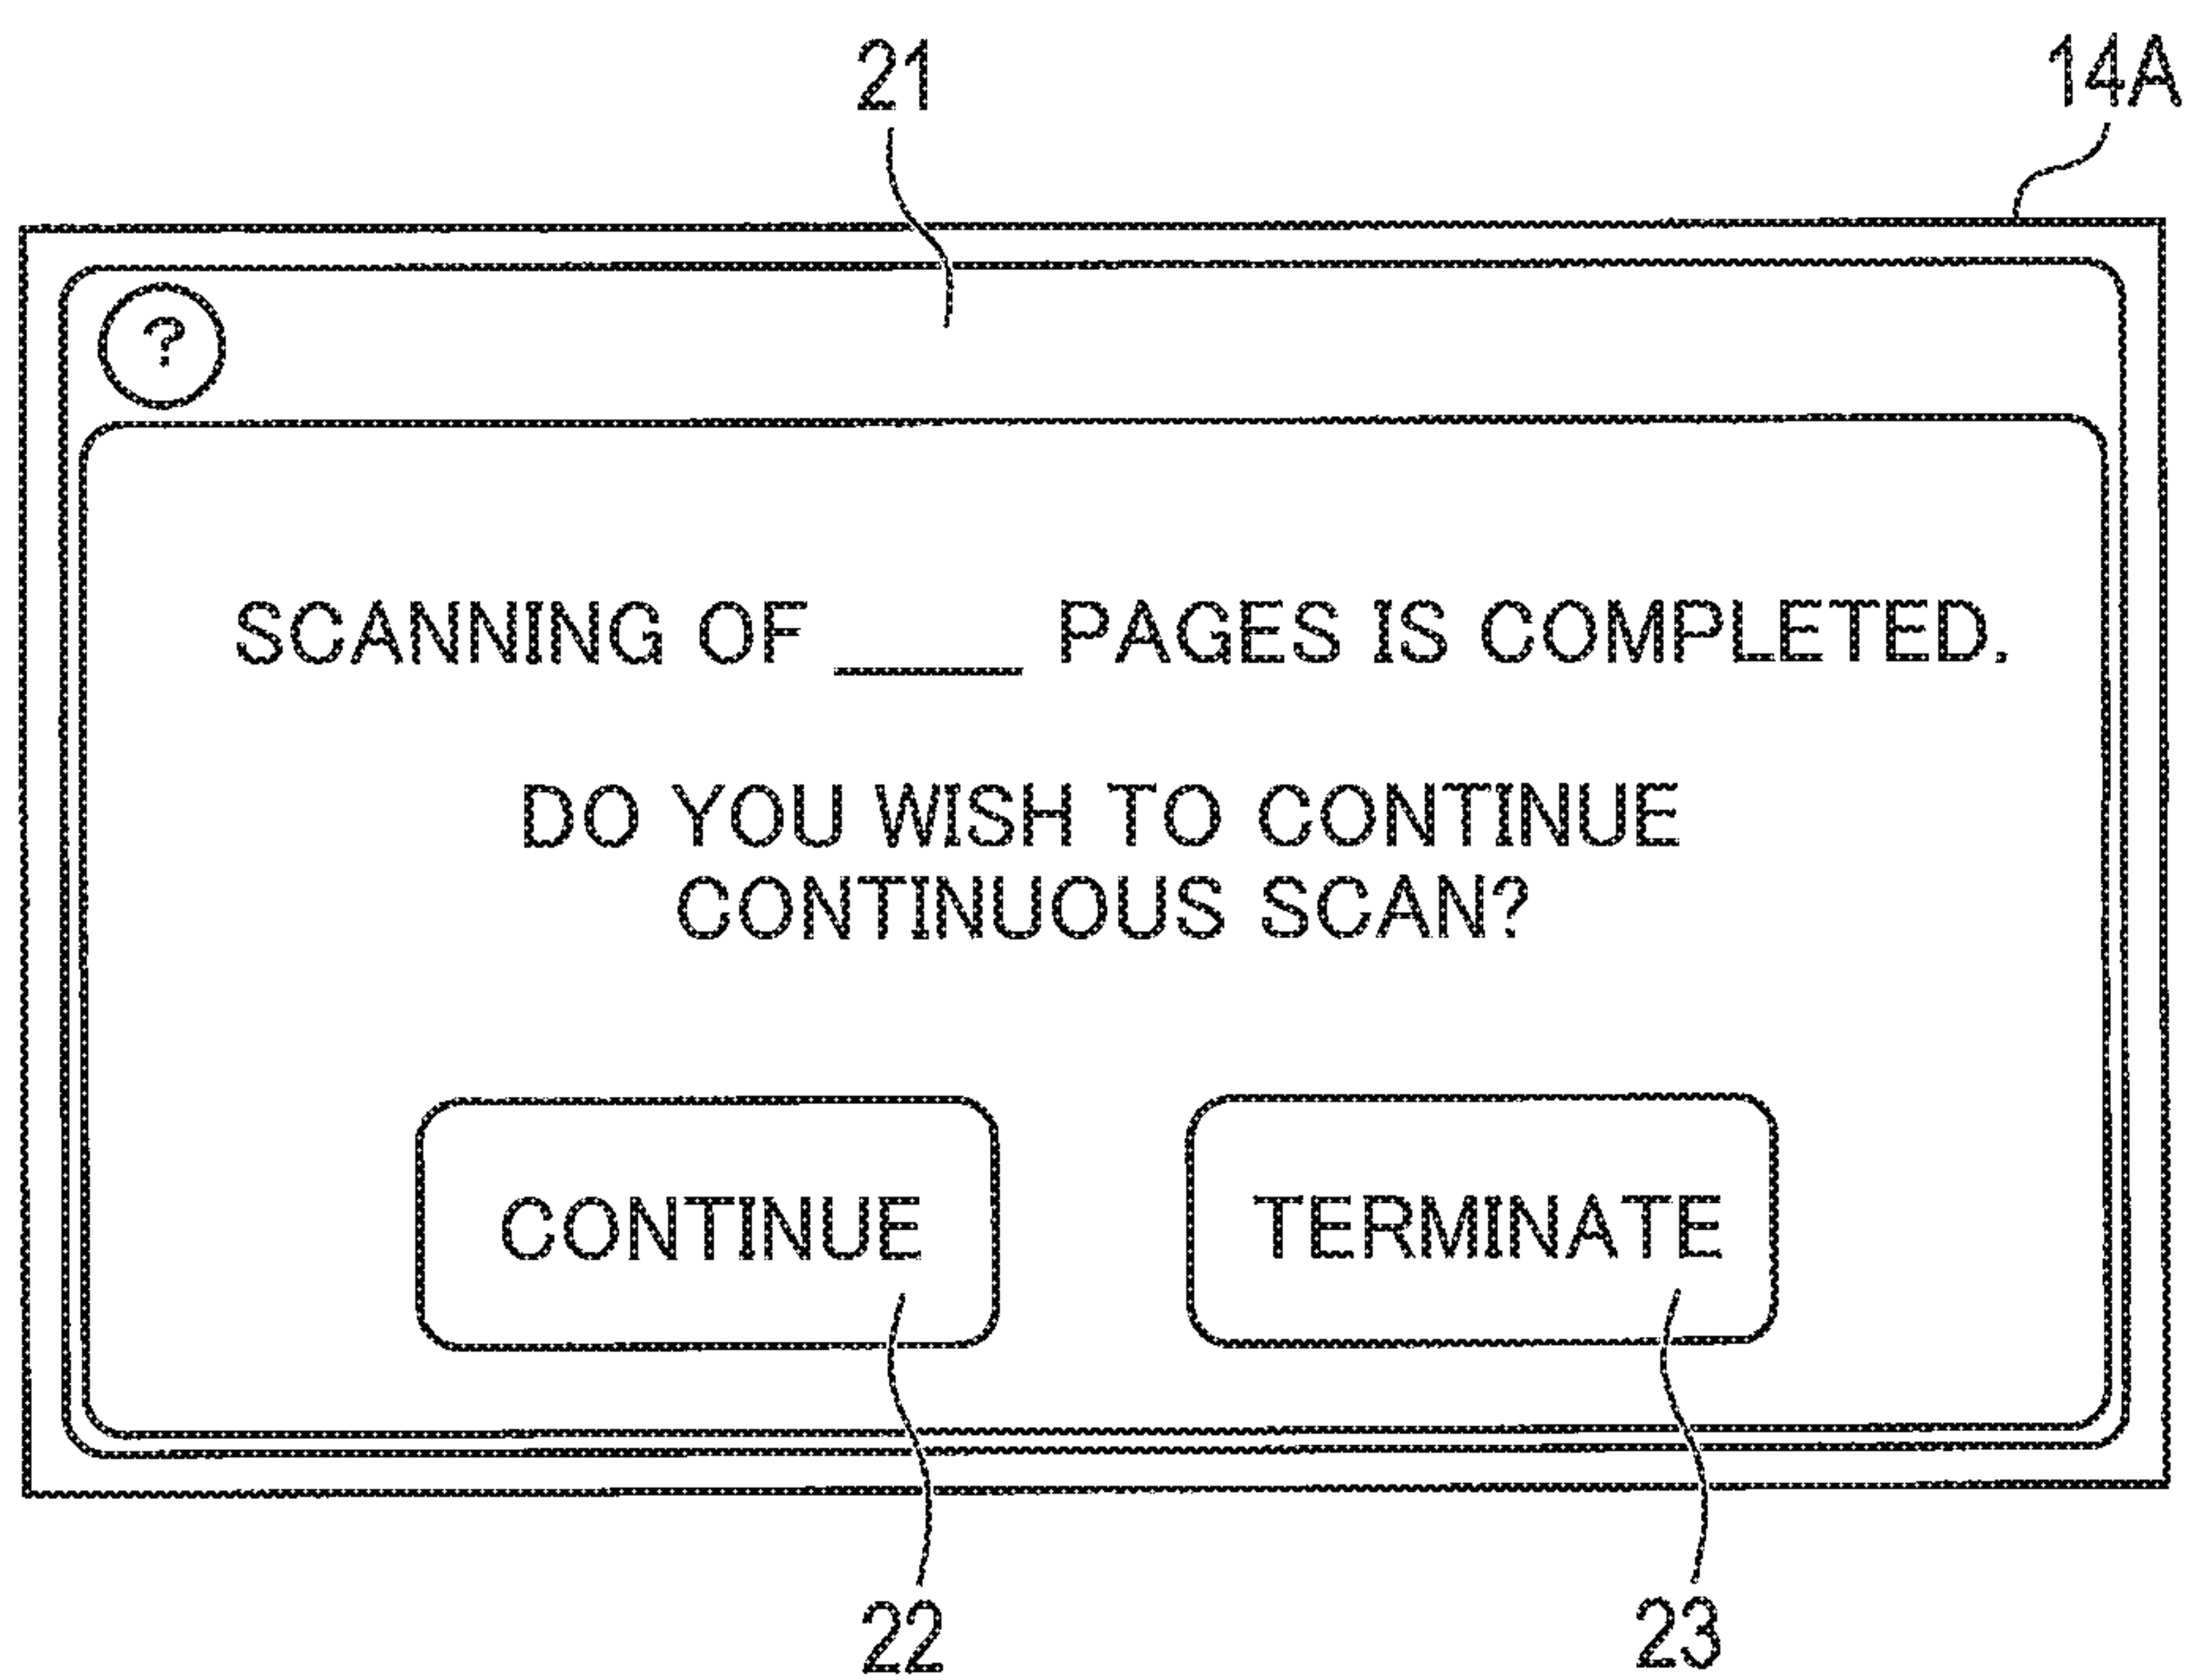 21
14A
?
SCANNING OF ____ PAGES IS COMPLETED.
DO YOU WISH TO CONTINUE
CONTINUOUS SCAN?
CONTINUE
TERMINATE
22
23